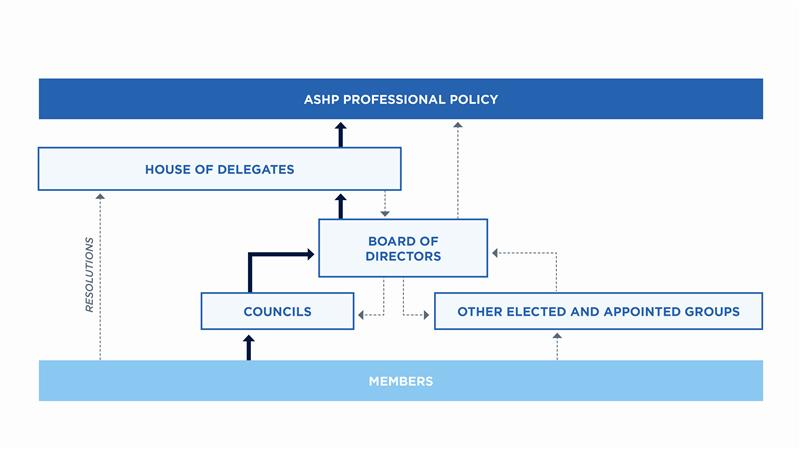 ASHP PROFESSIONAL POLICY
HOUSE OF DELEGATES
RESOLUTIONS
BOARD OF
DIRECTORS
COUNCILS
OTHER ELECTED AND APPOINTED GROUPS
MEMBERS